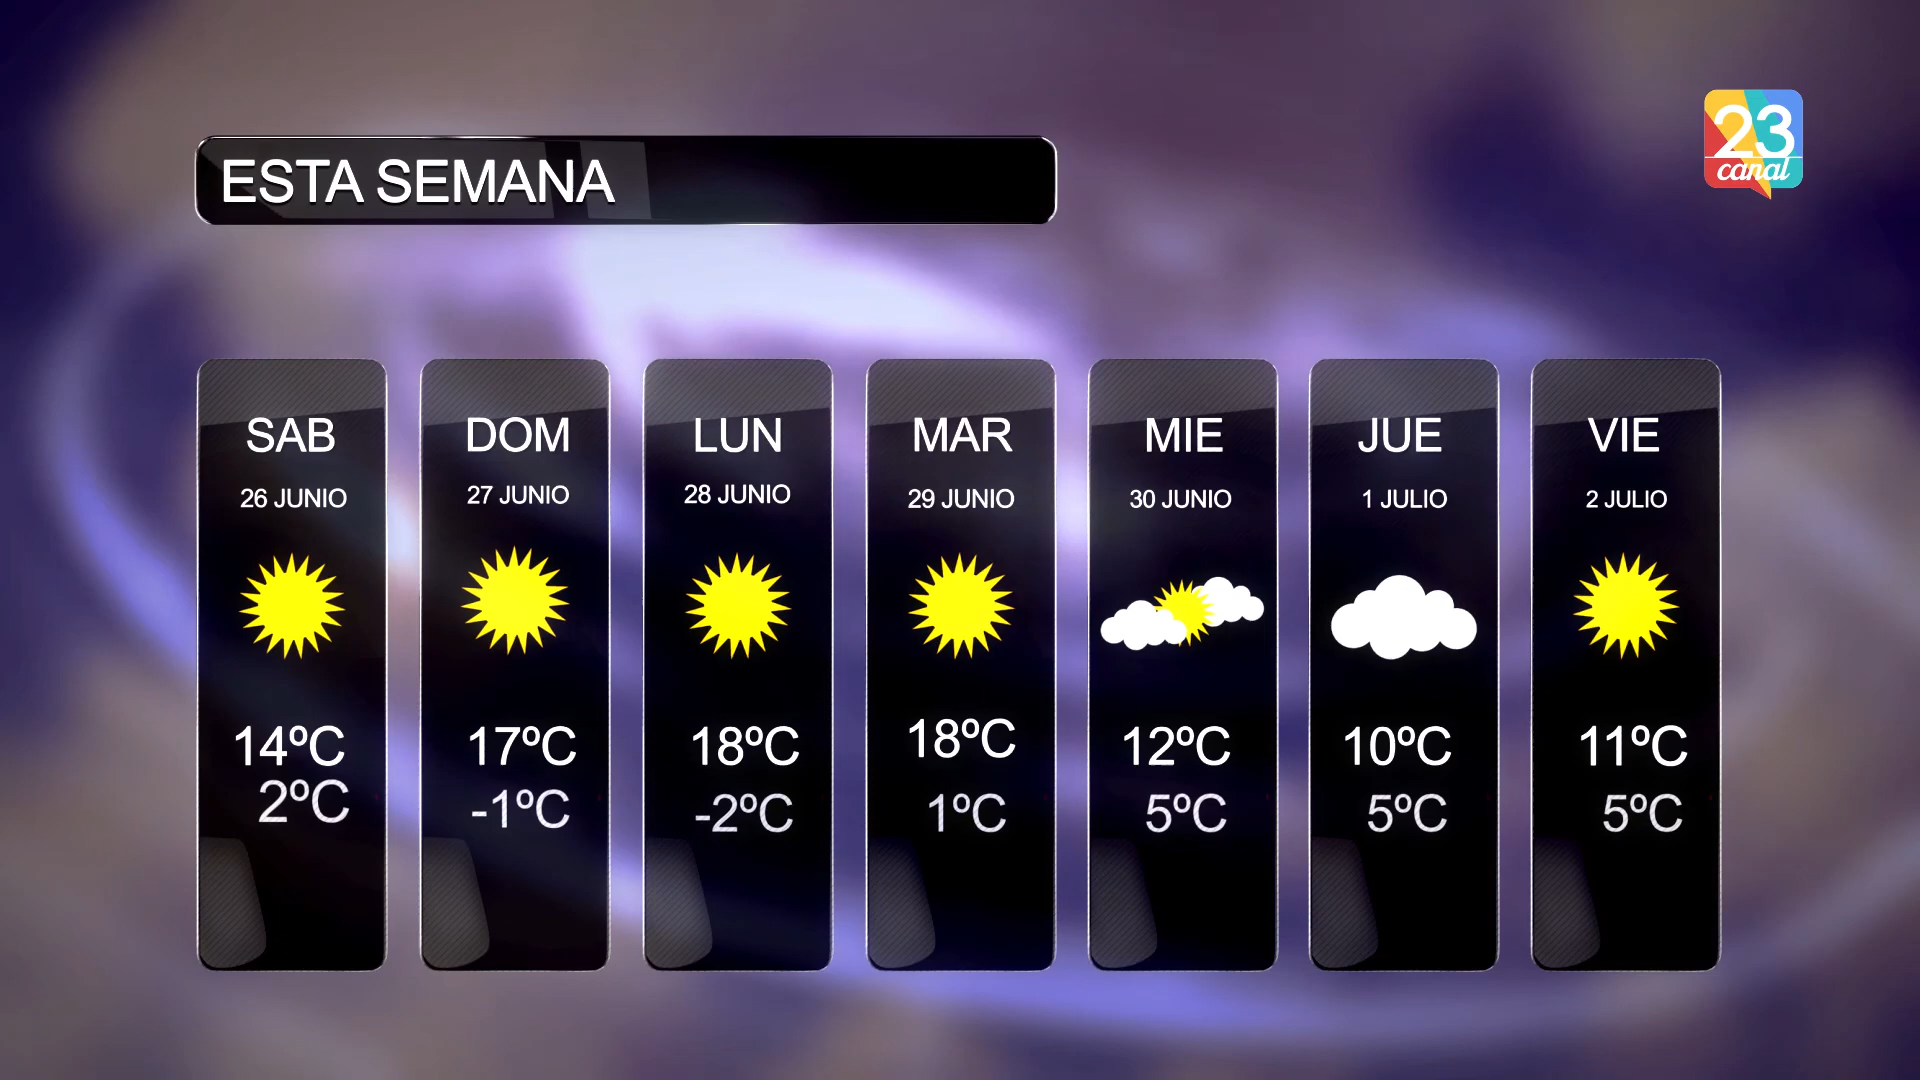 23
canal
ESTA SEMANA
SAB
26 JUNIO
14ºC
2ºC
DOM
27 JUNIO
17ºC
-1ºC
LUN
28 JUNIO
18ºC
-2ºC
MAR
29 JUNIO
18ºC
1ºC
MIE
30 JUNIO
12ºC
5ºC
JUE
1 JULIO
10ºC
5ºC
VIE
2 JULIO
11ºC
5ºC